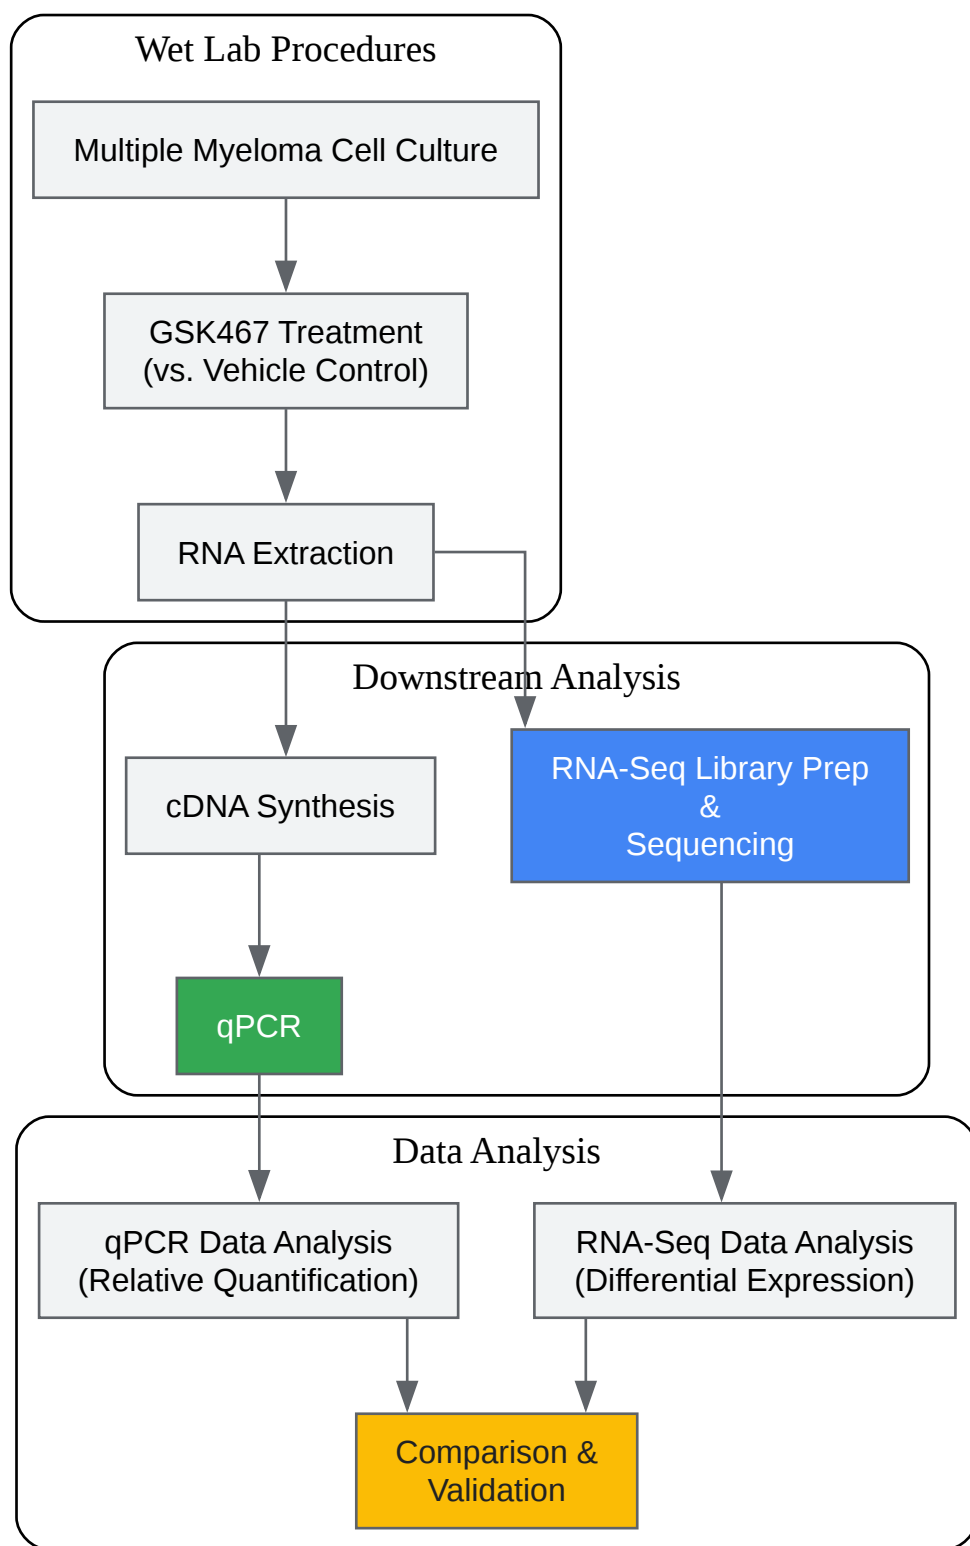 Wet Lab Procedures
Multiple Myeloma Cell Culture
GSK467 Treatment
(vs. Vehicle Control)
RNA Extraction
Downstream Analysis
cDNA Synthesis
RNA-Seq Library Prep
&
Sequencing
qPCR
Data Analysis
qPCR Data Analysis
(Relative Quantification)
RNA-Seq Data Analysis
(Differential Expression)
Comparison &
Validation